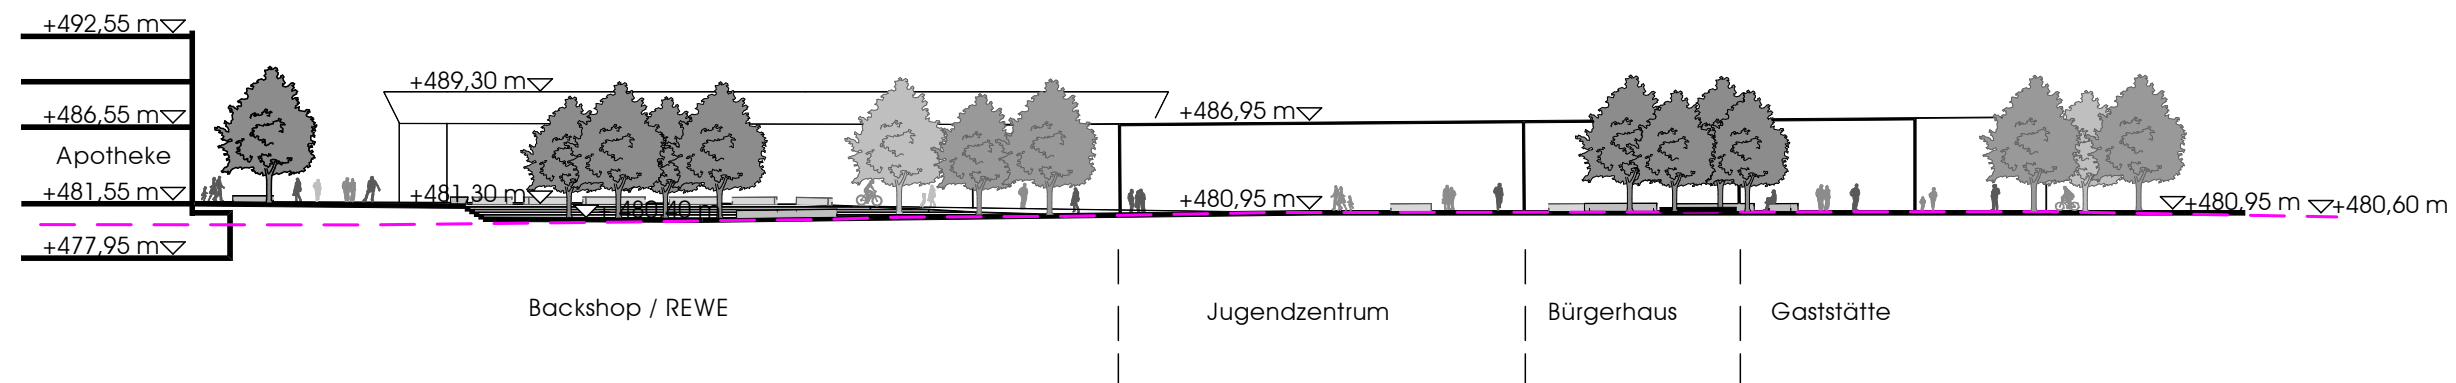 +492,55 m
+489,30 m
+486,55 m
+486,95 m
Apotheke
+481,55 m
+481,30 m
+480,40 m
+480,95 m
+480,95 m
+480,60 m
+477,95 m
Backshop / REWE
Jugendzentrum
Bürgerhaus
Gaststätte